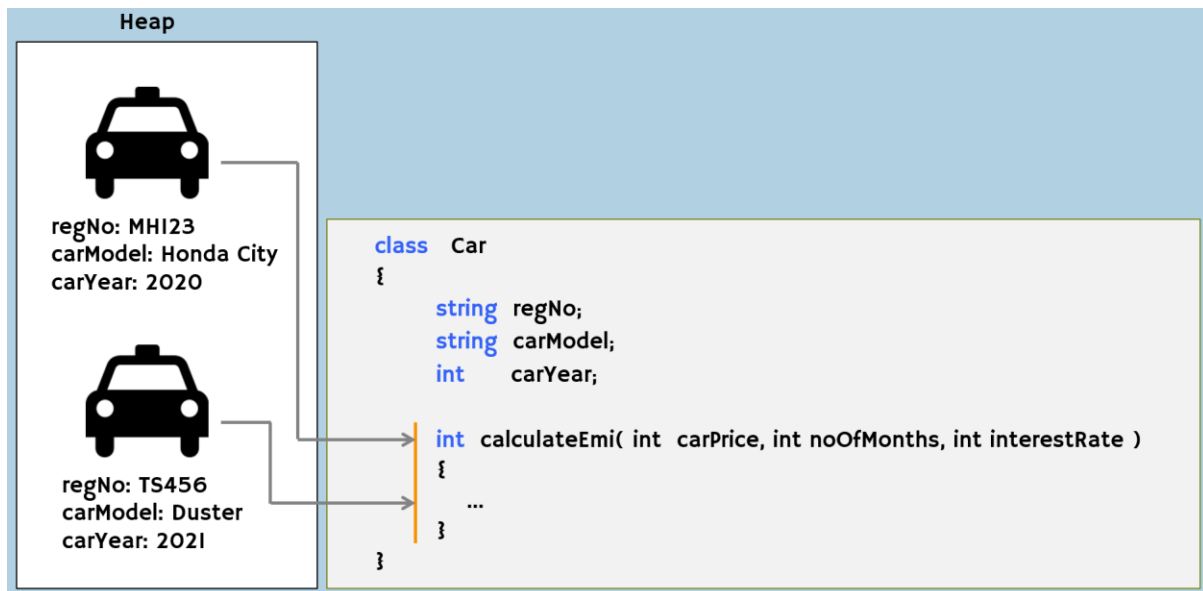 Heap
regNo: MH123
carModel: Honda City
carYear: 2020
regNo: TS456
carModel: Duster
carYear: 2021
class Car
{
string regNo;
string carModel;
int carYear;
int calculateEmi( int carPrice, int noOfMonths, int interestRate )
{
...
}
}